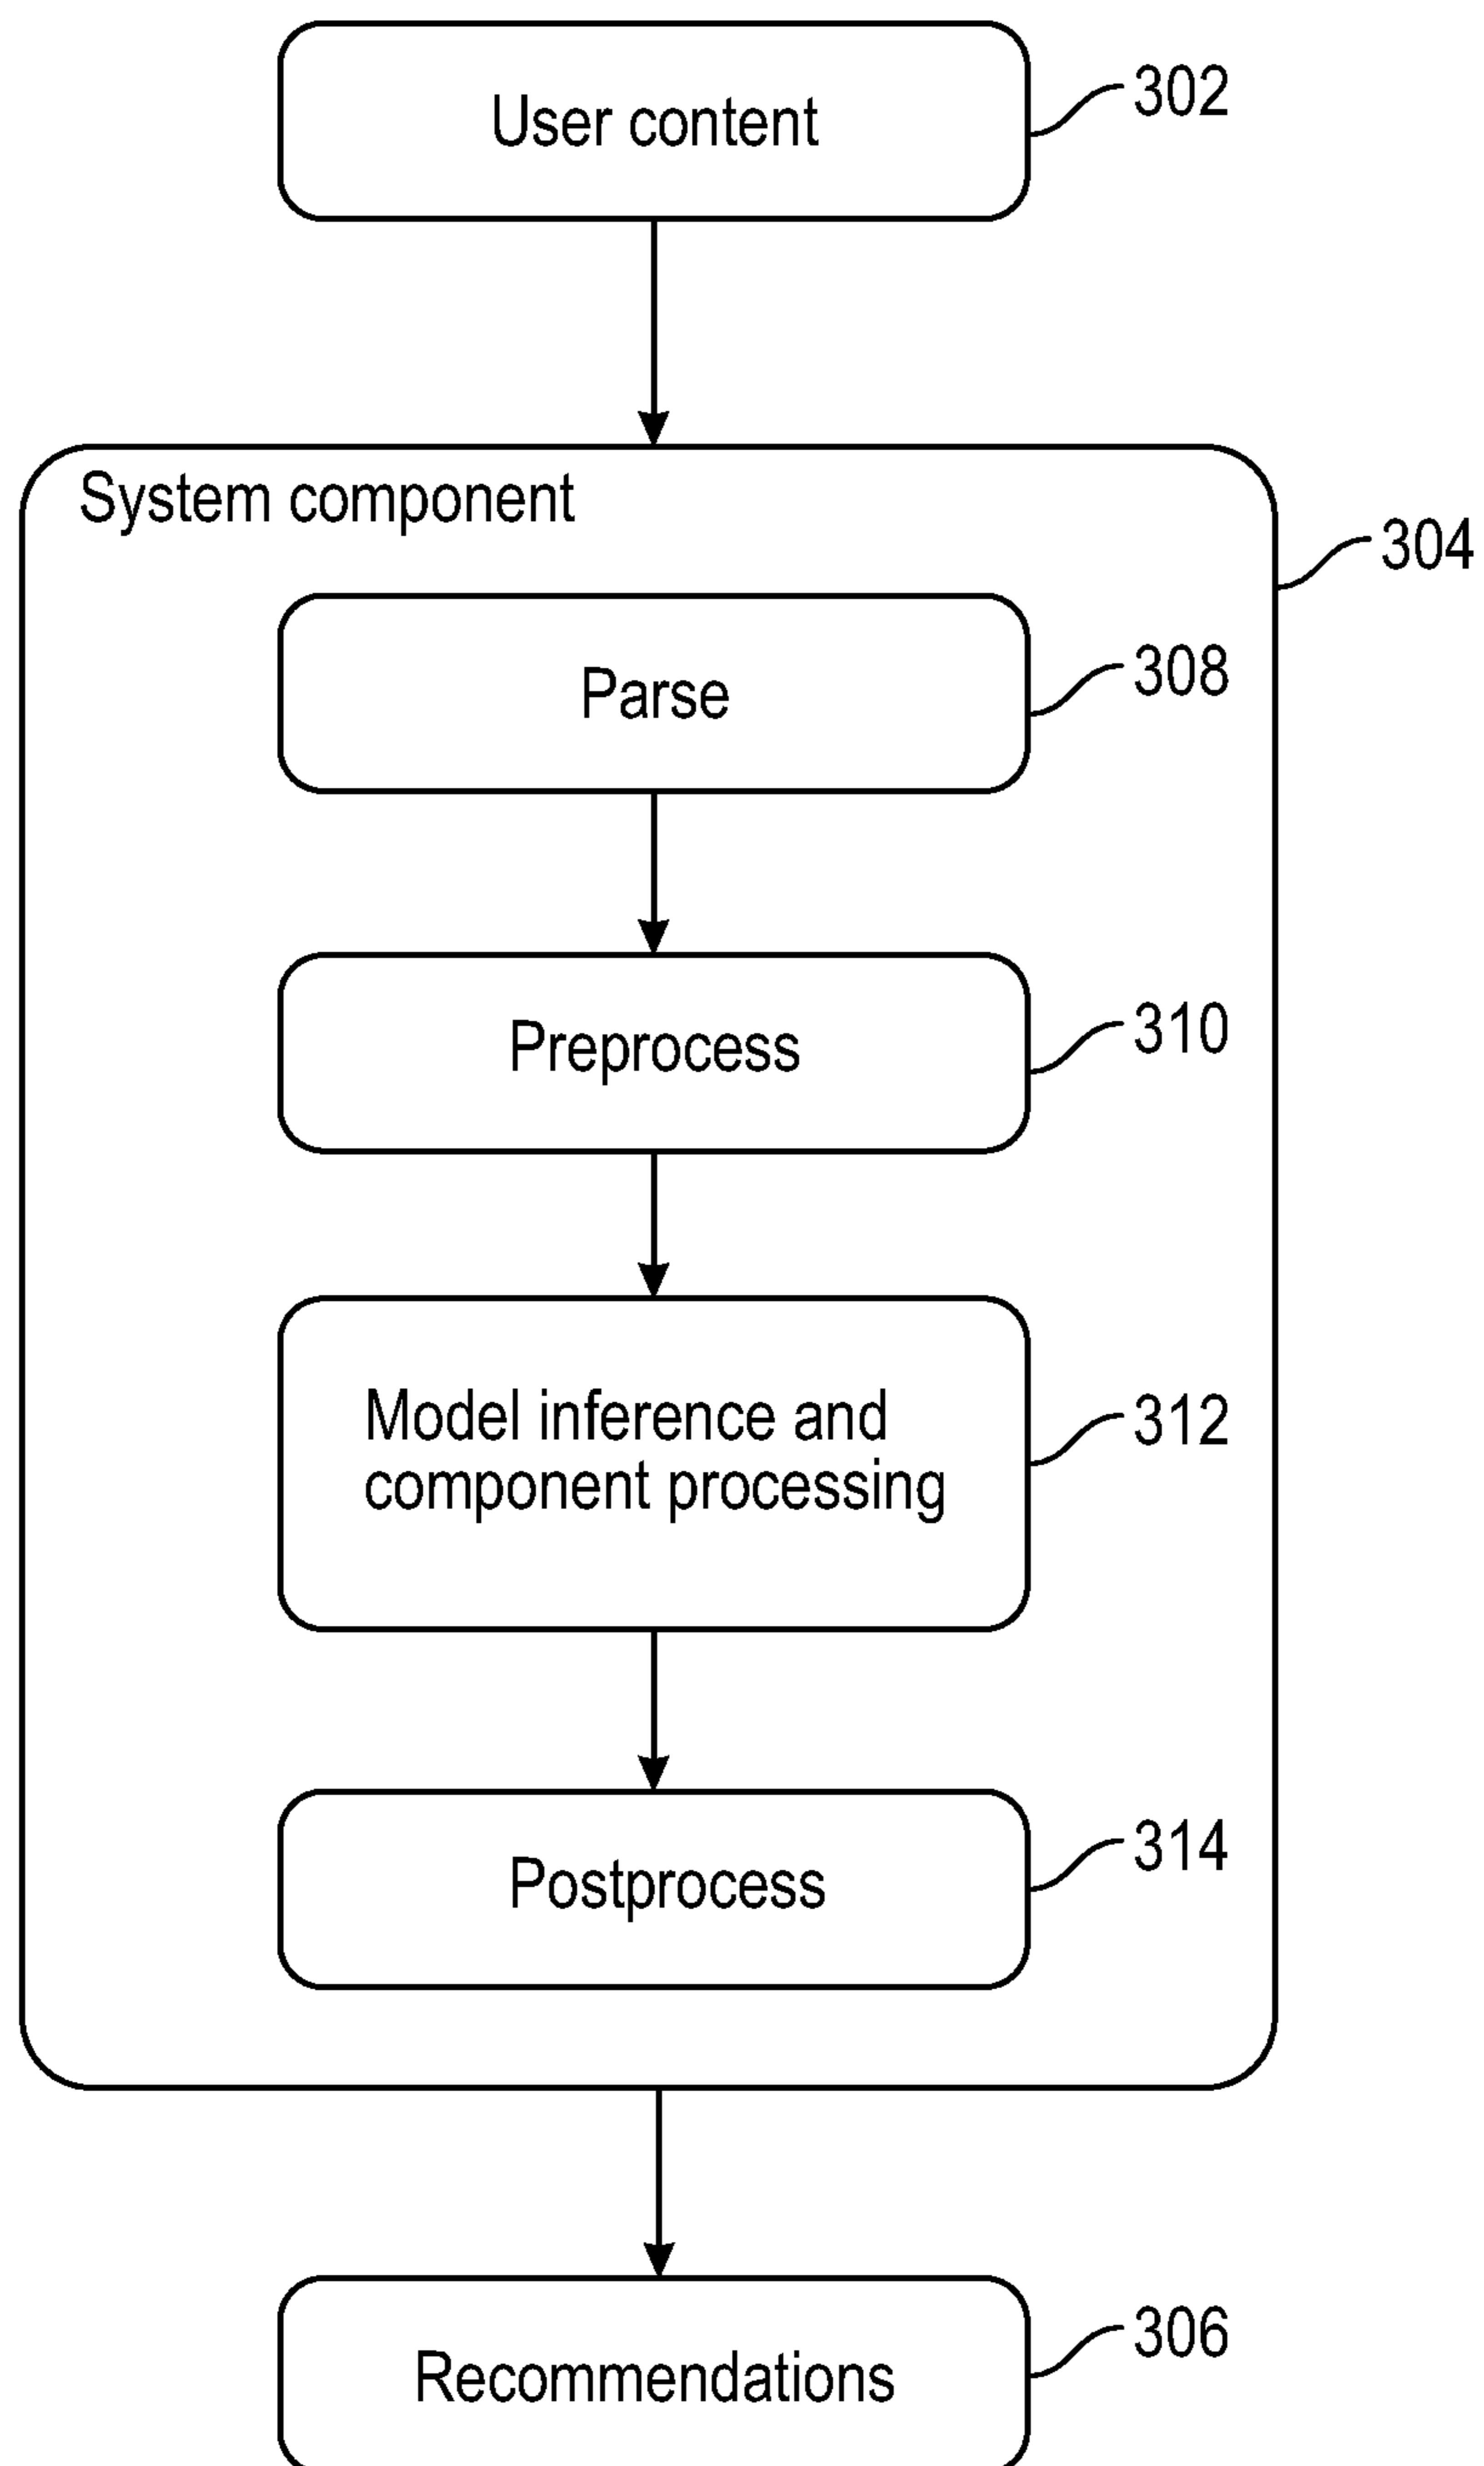 User content
302
System component
304
Parse
308
Preprocess
310
Model inference and
component processing
312
Postprocess
314
Recommendations
306